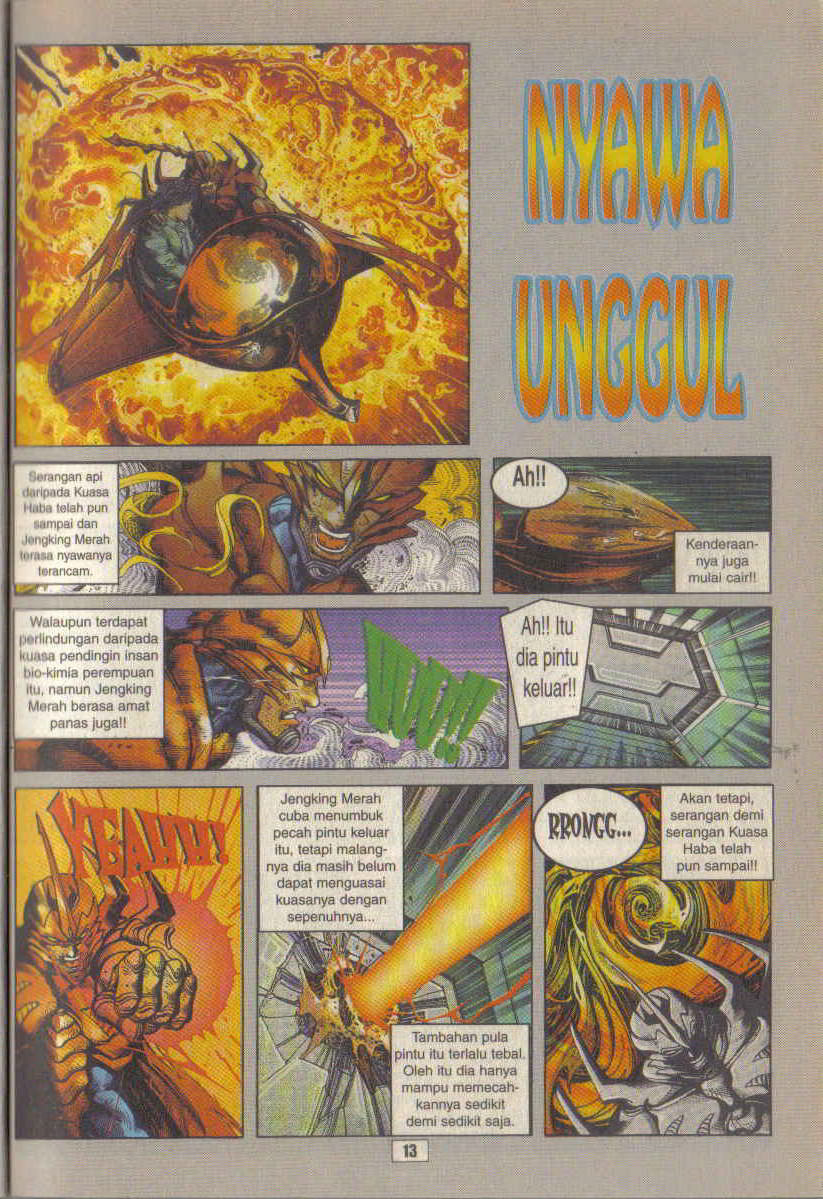 NYAWA
UNGGUL
Serangan api
daripada Kuasa
Haba telah pun
sampai dan
Jengking Merah
terasa nyawanya
terancam.
Ah!!
Kenderaan-
nya juga
mulai cair!!
Walaupun terdapat
perlindungan daripada
kuasa pendingin insan
bio-kimia perempuan
itu, namun Jengking
Merah berasa amat
panas juga!!
WUU!!
Ah!! Itu
dia pintu
keluar!!
YEAHH!
Jengking Merah
cuba menumbuk
pecah pintu keluar
itu, tetapi malang-
nya dia masih belum
dapat menguasai
kuasanya dengan
sepenuhnya...
Tambahan pula
pintu itu terlalu tebal.
Oleh itu dia hanya
mampu memecah-
kannya sedikit
demi sedikit saja.
RRONGG...
Akan tetapi,
serangan demi
serangan Kuasa
Haba telah
pun sampai!!
13